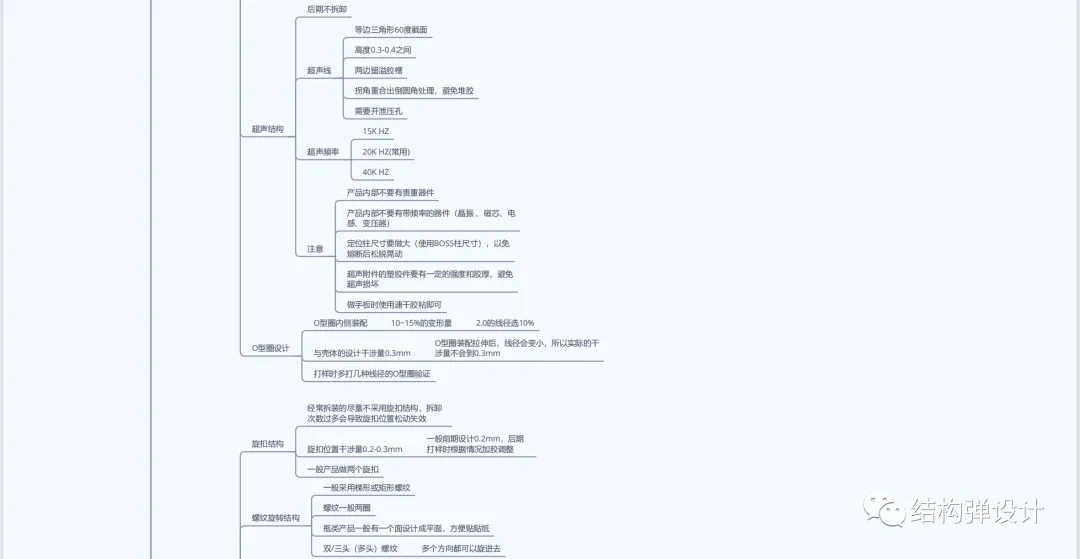 后期不拆卸
等边三角形60度截面
高度0.3-0.4之间
超声线
两边留溢胶槽
拐角重合出倒圆角处理，避免堆胶
需要开泄压孔
超声结构
15K HZ
超声频率
20K HZ(常用)
40K HZ
产品内部不要有贵重器件
产品内部不要有带频率的器件（晶振 、磁芯、电
感、变压器）
注意
定位柱尺寸要做大（使用BOSS柱尺寸），以免
熔断后松脱晃动
超声附件的塑胶件要有一定的强度和胶厚，避免
超声损坏
做手板时使用速干胶粘即可
O型圈内侧装配
10~15%的变形量
2.0的线径选10%
O型圈设计
与壳体的设计干涉量0.3mm
O型圈装配拉伸后，线径会变小，所以实际的干
涉量不会到0.3mm
打样时多打几种线径的O型圈验证
经常拆装的尽量不采用旋扣结构，拆卸
次数过多会导致旋扣位置松动失效
旋扣结构
旋扣位置干涉量0.2-0.3mm
一般前期设计0.2mm，后期
打样时根据情况加胶调整
一般产品做两个旋扣
一般采用梯形或矩形螺纹
螺纹一般两圈
螺纹旋转结构
瓶类产品一般有一个面设计成平面，方便贴贴纸
双/三头（多头）螺纹
多个方向都可以旋进去
结构弹设计